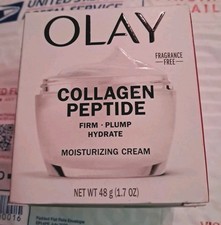 OLAY
FRAGRANCE
FREE
COLLAGEN
PEPTIDE
FIRM · PLUMP
HYDRATE
MOISTURIZING CREAM
NET WT 48 g (1.7 OZ)